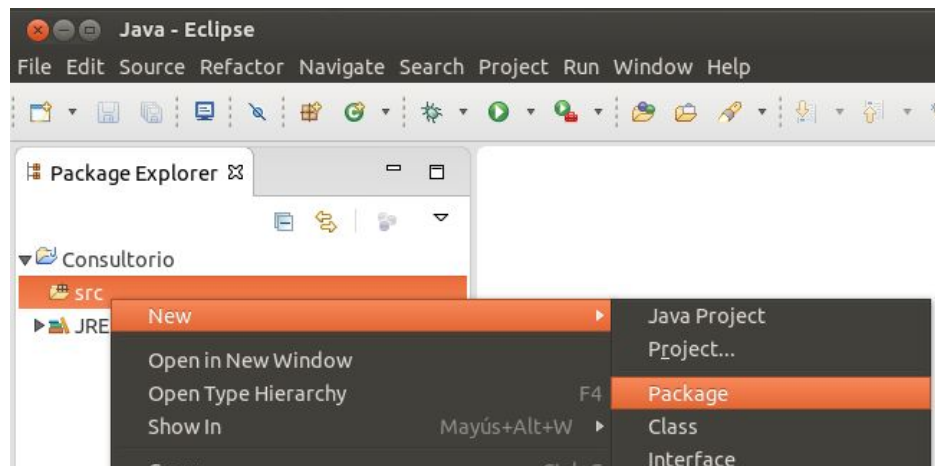 Java - Eclipse
File Edit Source Refactor Navigate Search Project Run Window Help
Package Explorer
Consultorio
src
JRE
New
Open in New Window
Open Type Hierarchy F4
Show In Mayús+Alt+W
Java Project
Project...
Package
Class
Interface